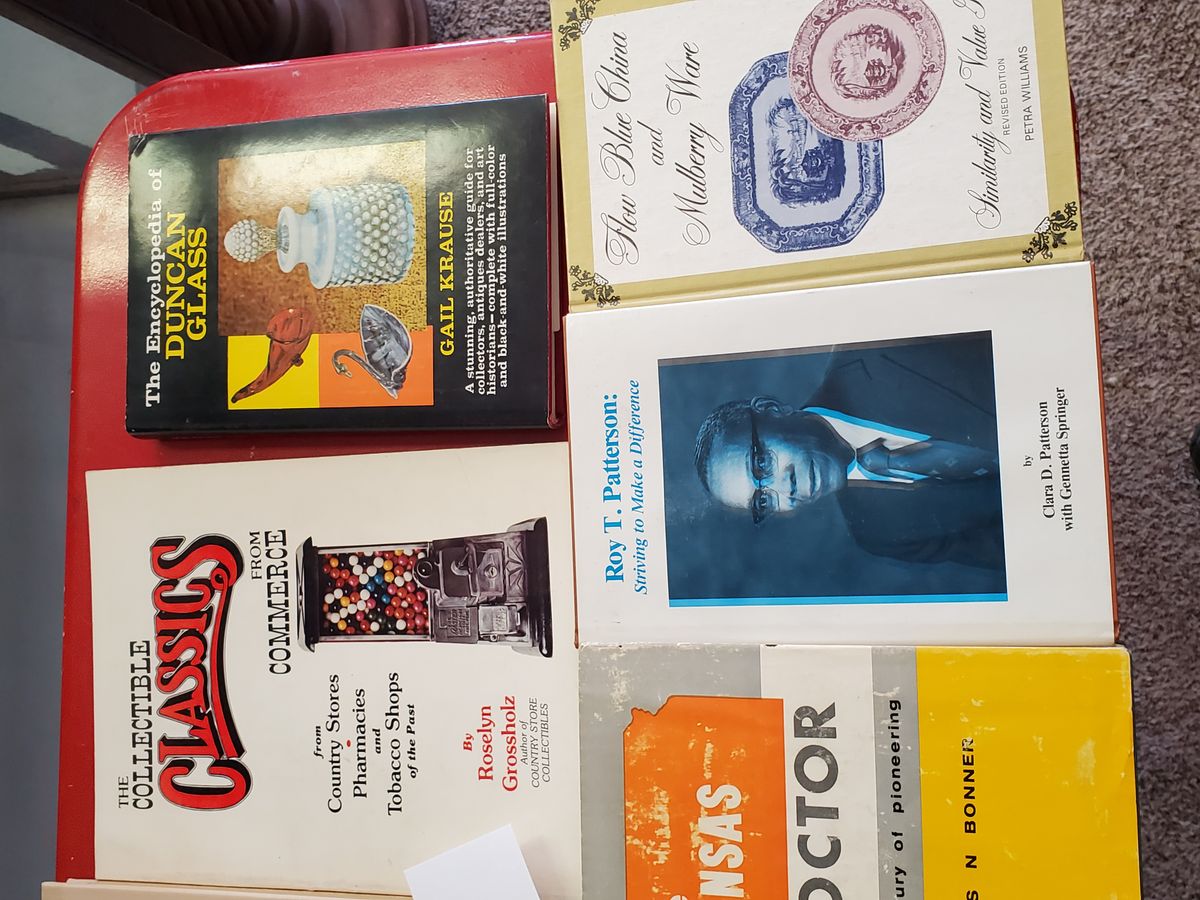 The Encyclopedia of
DUNCAN
GLASS
GAIL KRAUSE
A stunning, authoritative guide for
collectors, antiques dealers, and art
historians—complete with full-color
and black-and-white illustrations
Flow Blue China
and
Mulberry Ware
Similarity and Value
REVISED EDITION
PETRA WILLIAMS
THE
COLLECTIBLE
CLASSICS
FROM
COMMERCE
from
Country Stores
Pharmacies
and
Tobacco Shops
of the Past
By
Roselyn
Grossholz
Author of
COUNTRY STORE
COLLECTIBLES
Roy T. Patterson:
Striving to Make a Difference
by
Clara D. Patterson
with Gennetta Springer
NSAS
OCTOR
ury of pioneering
S N BONNER